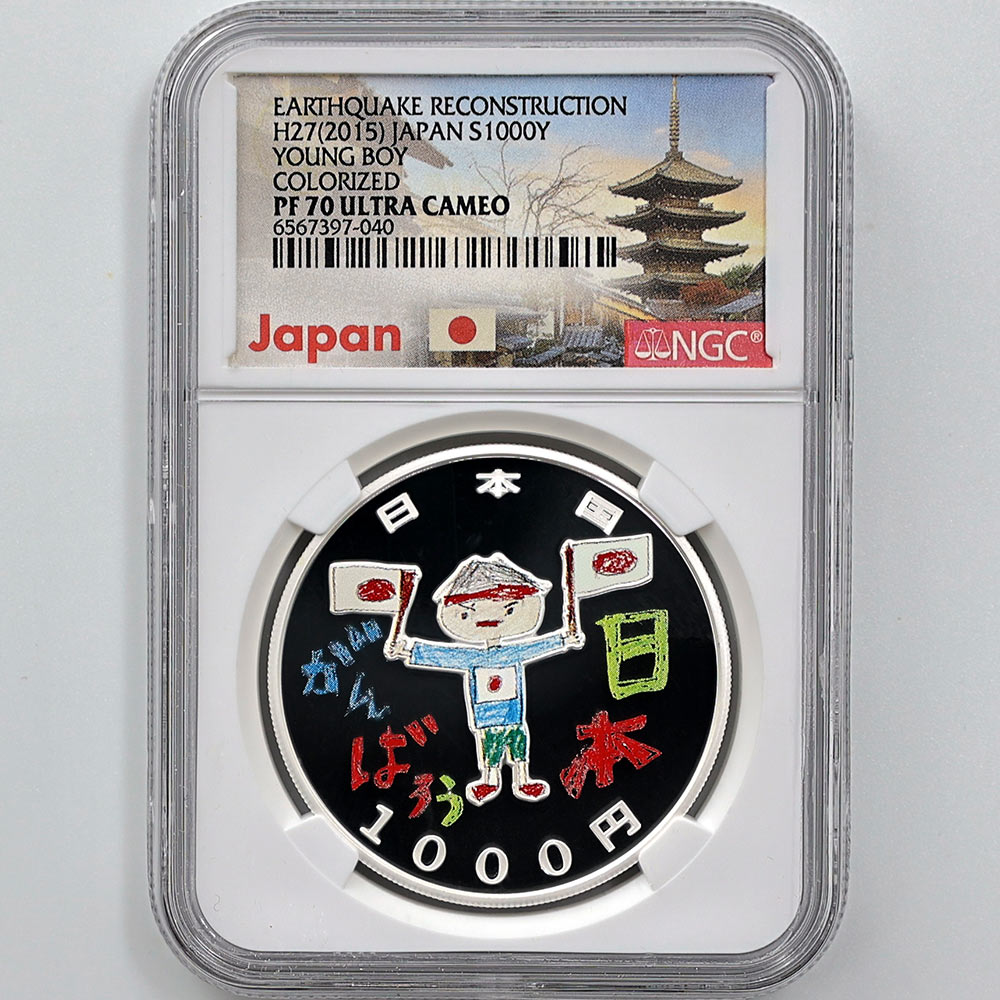 EARTHQUAKE RECONSTRUCTION
H27(2015) JAPAN S1000Y
YOUNG BOY
COLORIZED
PF 70 ULTRA CAMEO
6567397-040
Japan
NGC®
日本国
がん
ばろう
日
本
1000円